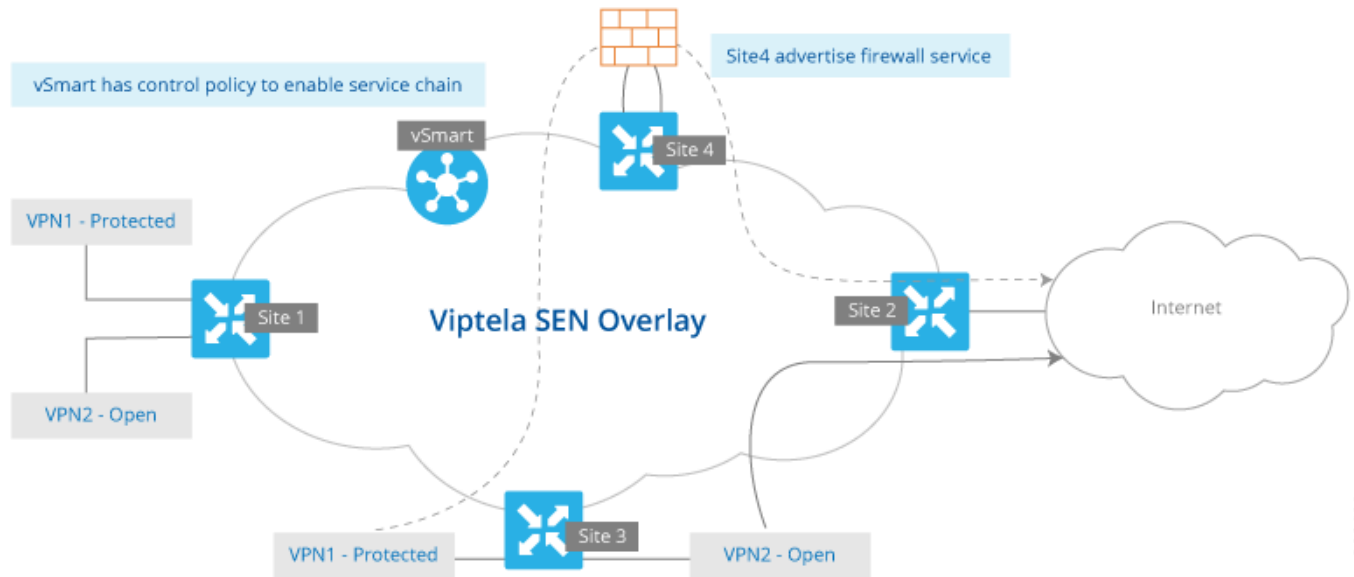 Site4 advertise firewall service
vSmart has control policy to enable service chain
vSmart
Site 4
VPN1 - Protected
Site 1
Viptela SEN Overlay
Site 2
Internet
VPN2 - Open
Site 3
VPN1 - Protected
VPN2 - Open